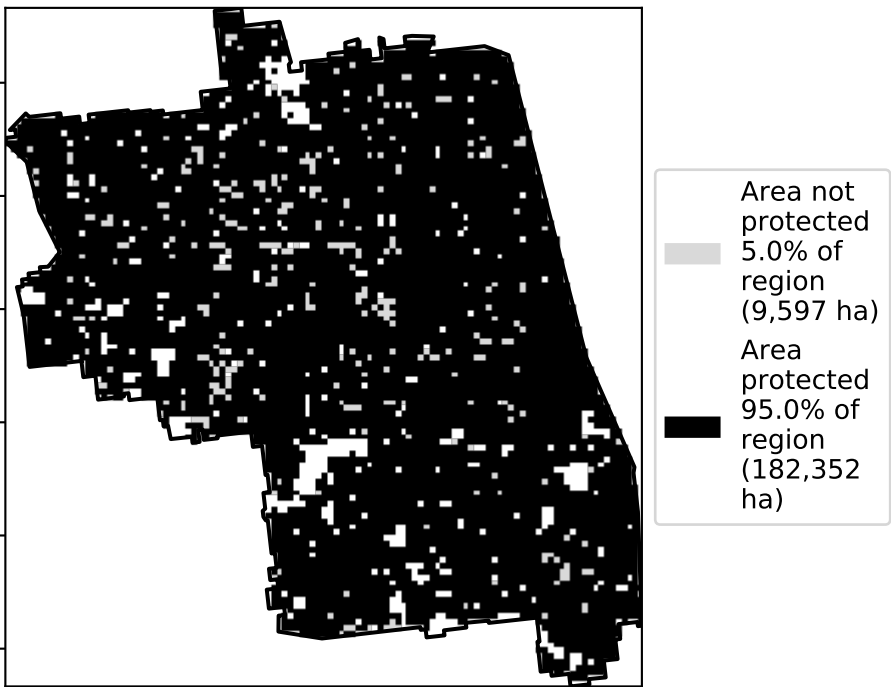 Area not
protected
5.0% of
region
(9,597 ha)
Area
protected
95.0% of
region
(182,352
ha)